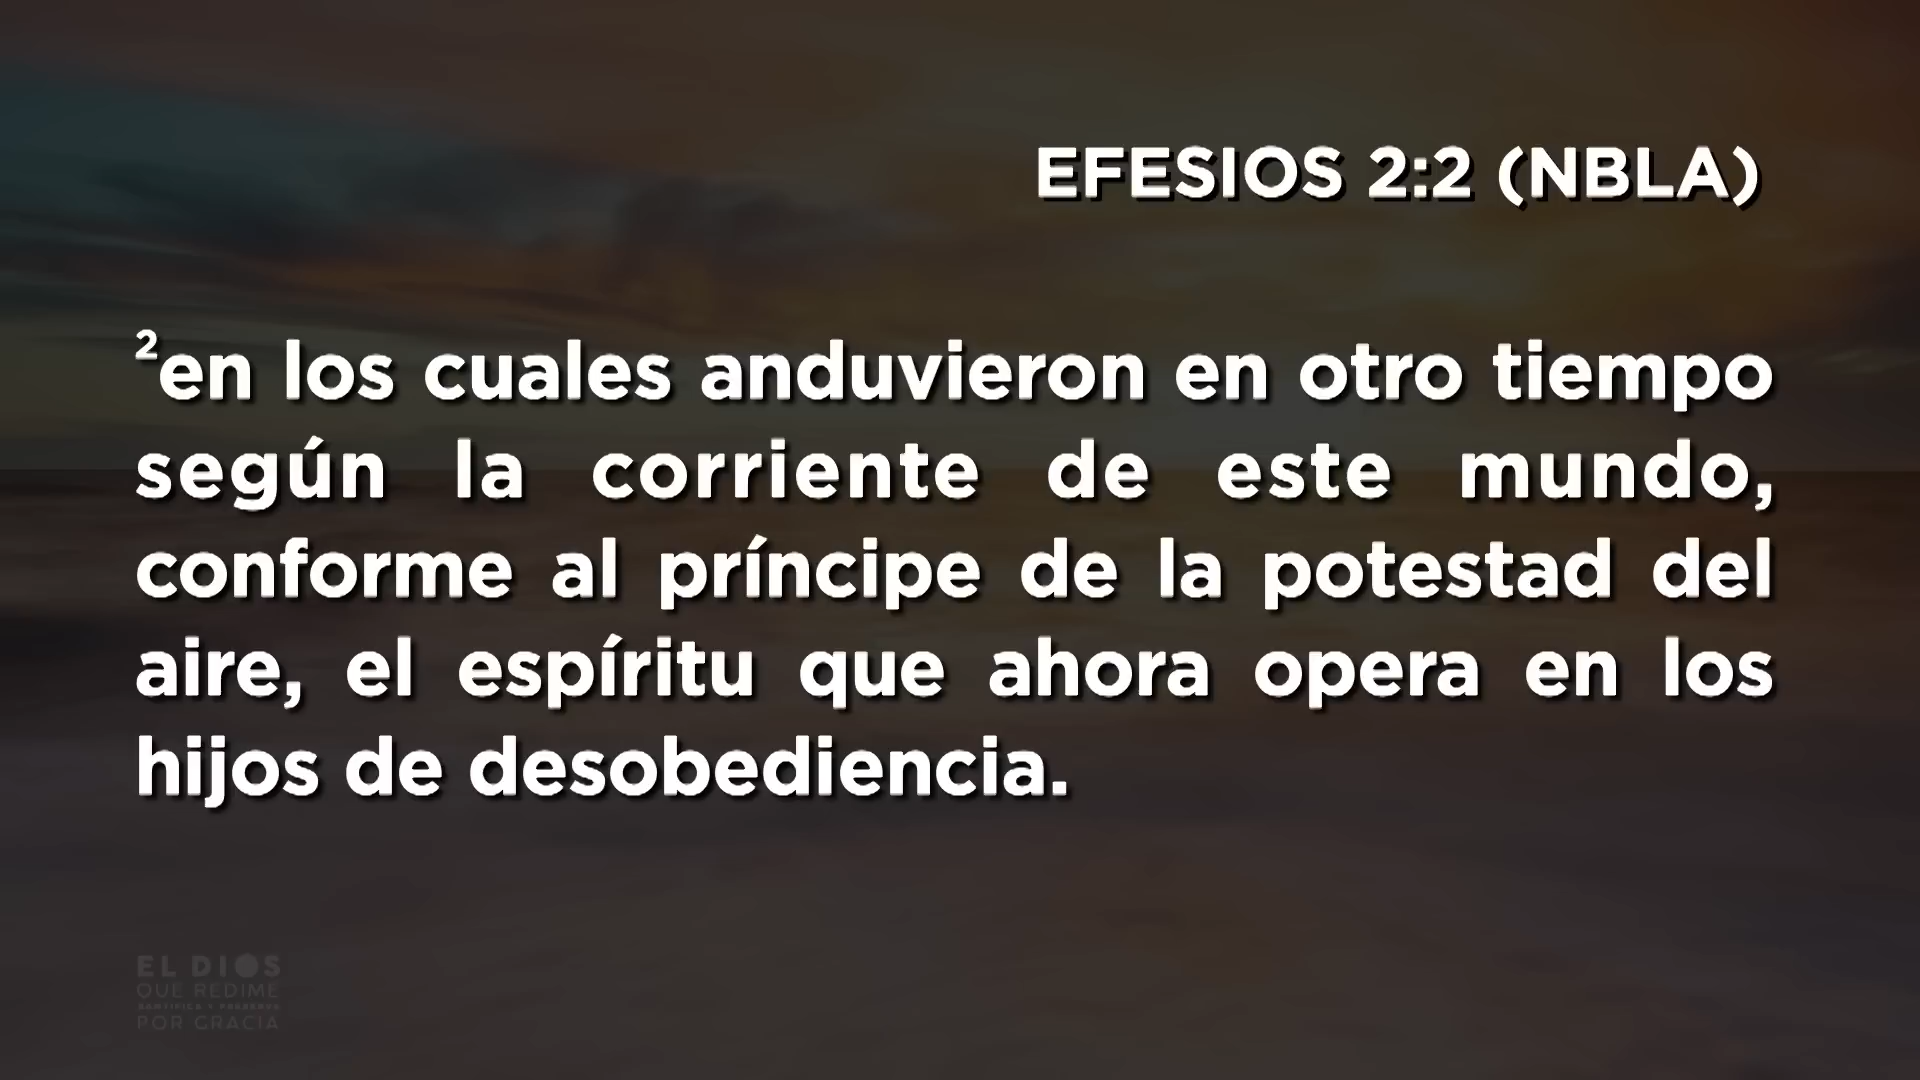 EFESIOS 2:2 (NBLA)
²en los cuales anduvieron en otro tiempo
según la corriente de este mundo,
conforme al príncipe de la potestad del
aire, el espíritu que ahora opera en los
hijos de desobediencia.
EL DIOS
QUE REDIME
SANTIFICA Y PRESERVA
POR GRACIA